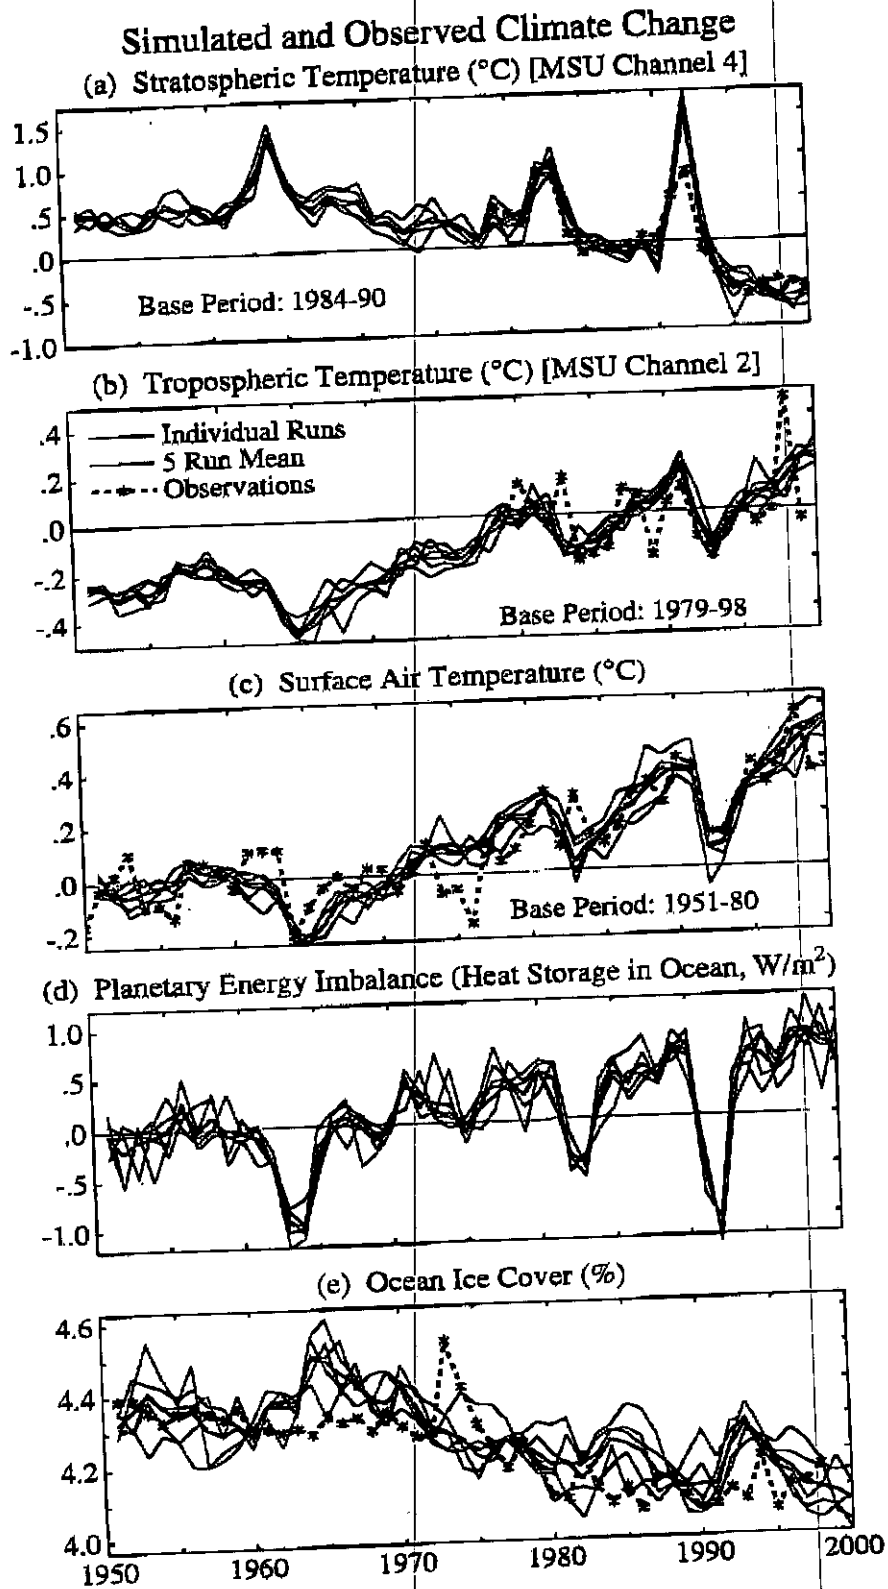 Simulated and Observed Climate Change
(a) Stratospheric Temperature (°C) [MSU Channel 4]
1.5
1.0
.5
.0
-.5
-1.0
Base Period: 1984-90
(b) Tropospheric Temperature (°C) [MSU Channel 2]
.4
.2
.0
-.2
-.4
Individual Runs
5 Run Mean
Observations
Base Period: 1979-98
(c) Surface Air Temperature (°C)
.6
.4
.2
.0
-.2
Base Period: 1951-80
(d) Planetary Energy Imbalance (Heat Storage in Ocean, W/m²)
1.0
.5
.0
-.5
-1.0
(e) Ocean Ice Cover (%)
4.6
4.4
4.2
4.0
1950 1960 1970 1980 1990 2000